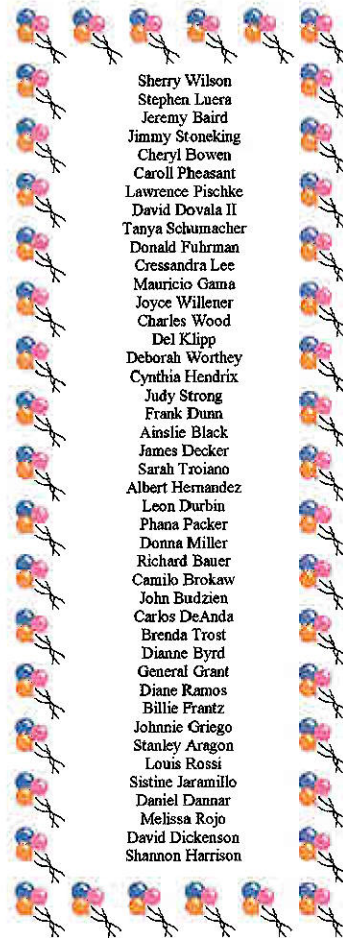 Sherry Wilson
Stephen Luera
Jeremy Baird
Jimmy Stoneking
Cheryl Bowen
Caroll Pheasant
Lawrence Pischke
David Dovala II
Tanya Schumacher
Donald Fuhrman
Cressandra Lee
Mauricio Gama
Joyce Willener
Charles Wood
Del Klipp
Deborah Worthey
Cynthia Hendrix
Judy Strong
Frank Dunn
Ainslie Black
James Decker
Sarah Troiano
Albert Hernandez
Leon Durbin
Phana Packer
Donna Miller
Richard Bauer
Camilo Brokaw
John Budzien
Carlos DeAnda
Brenda Trost
Dianne Byrd
General Grant
Diane Ramos
Billie Frantz
Johnnie Griego
Stanley Aragon
Louis Rossi
Sistine Jaramillo
Daniel Dannar
Melissa Rojo
David Dickenson
Shannon Harrison